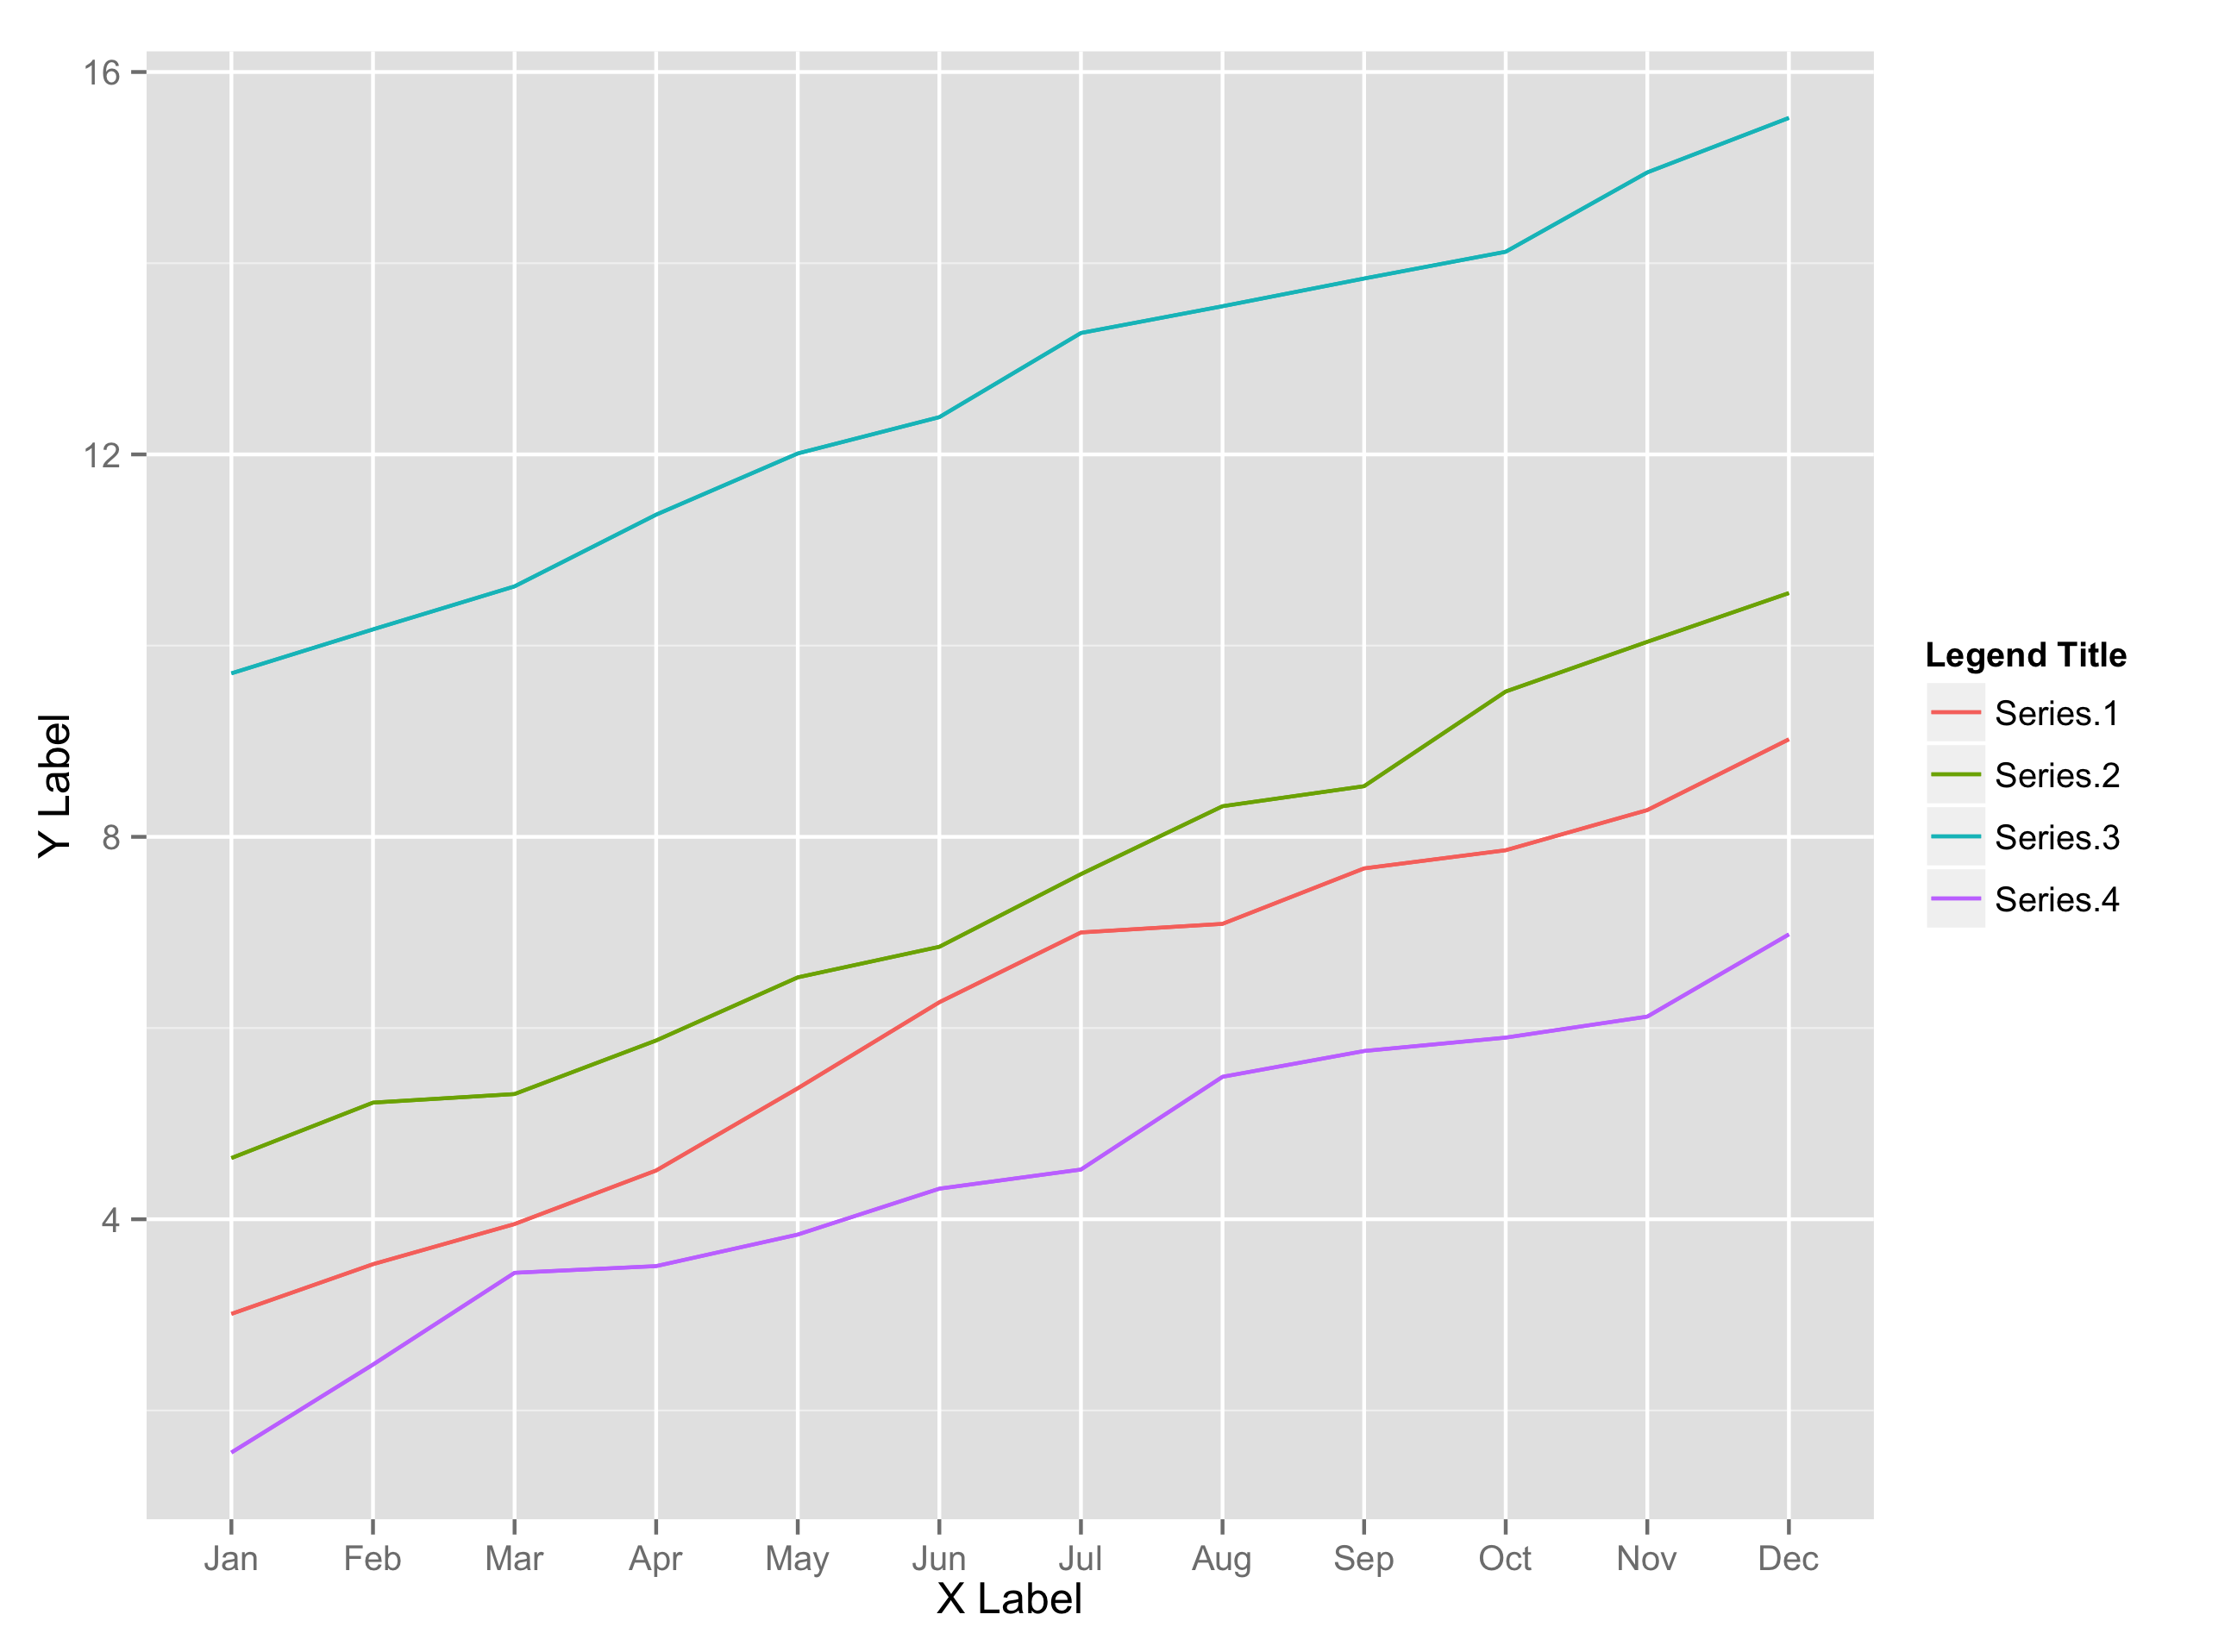 16
12
8
4
Y Label
Jan Feb Mar Apr May Jun Jul Aug Sep Oct Nov Dec
X Label
Legend Title
Series.1
Series.2
Series.3
Series.4